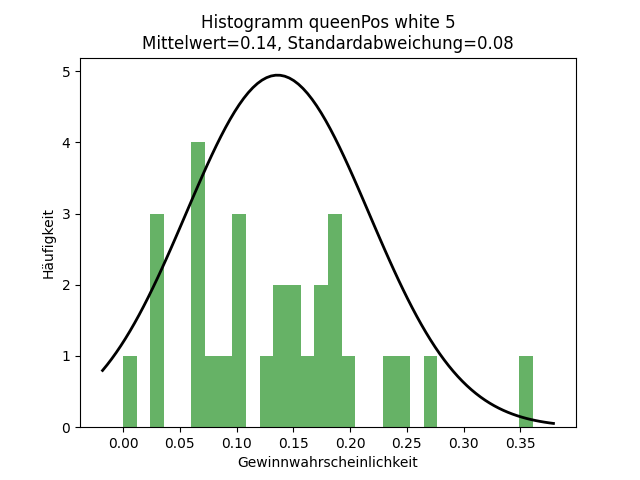 Histogramm queenPos white 5
Mittelwert=0.14, Standardabweichung=0.08
Häufigkeit
5
4
3
2
1
0
0.00 0.05 0.10 0.15 0.20 0.25 0.30 0.35
Gewinnwahrscheinlichkeit